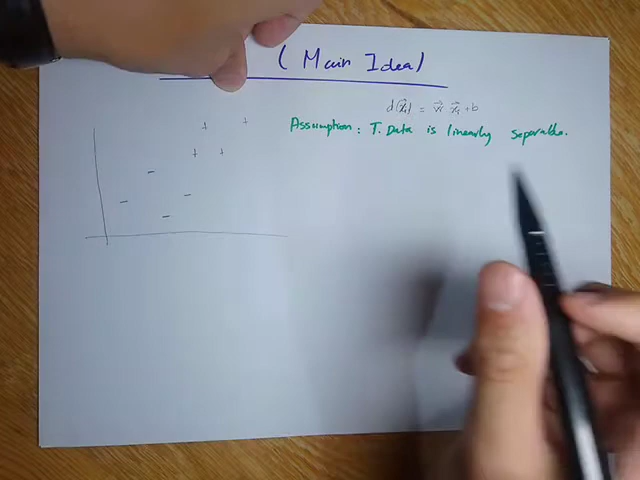 (Main Idea)
d(x⃗ᵢ) = w⃗ · x⃗ᵢ + b
Assumption: T. Data is linearly separable.